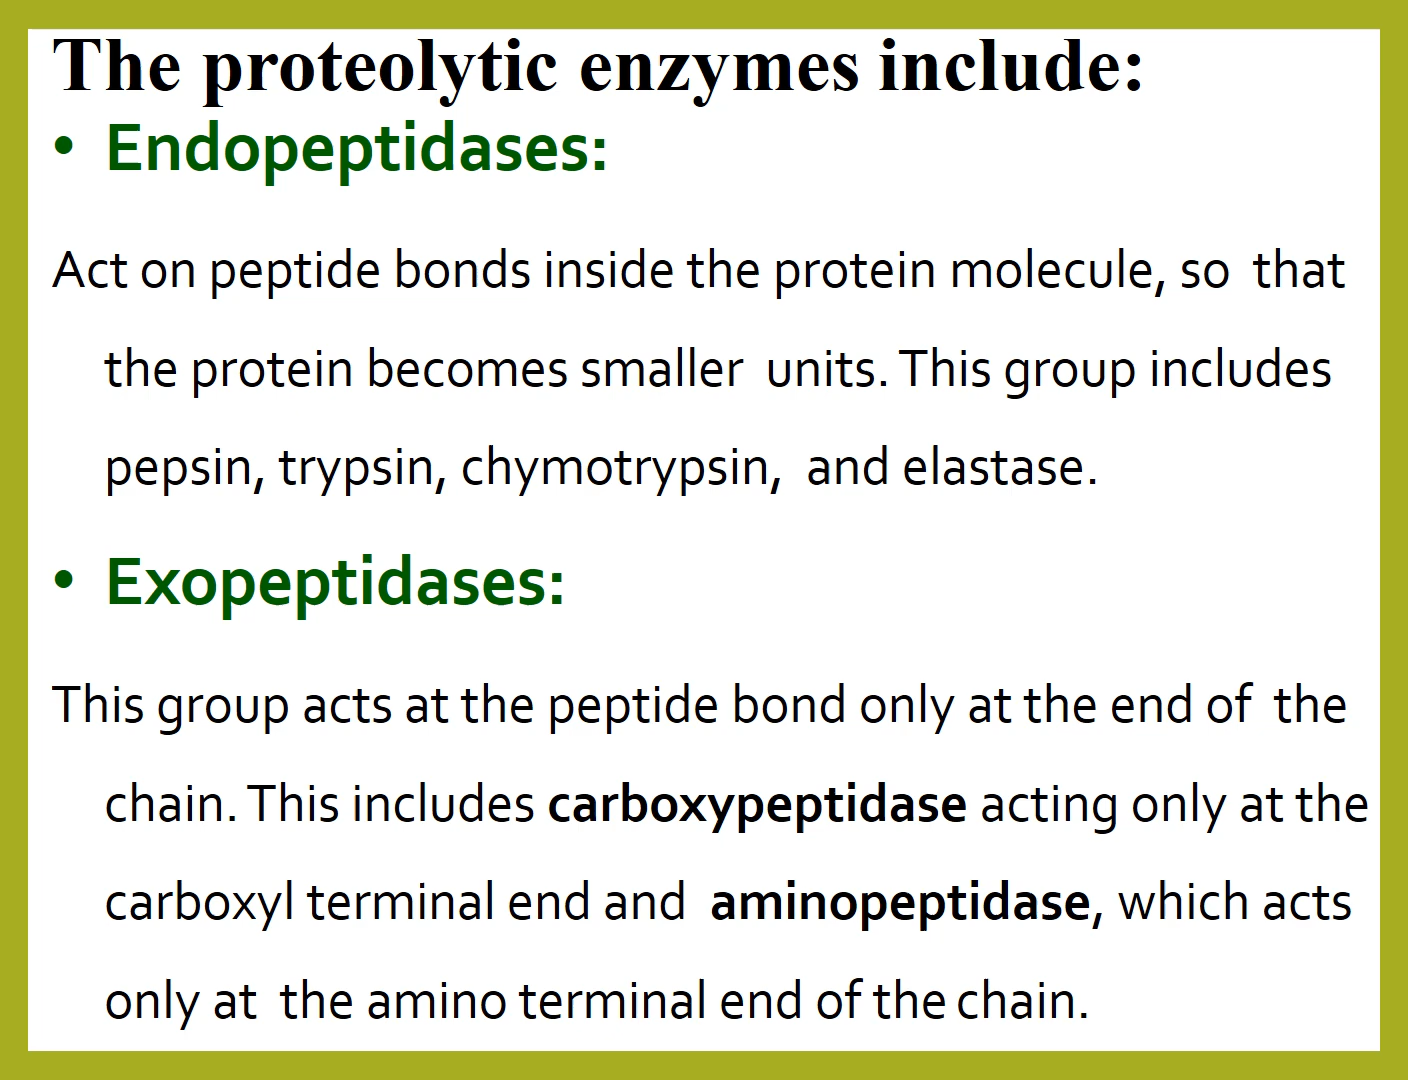 The proteolytic enzymes include:
• Endopeptidases:
Act on peptide bonds inside the protein molecule, so that
the protein becomes smaller units. This group includes
pepsin, trypsin, chymotrypsin, and elastase.
• Exopeptidases:
This group acts at the peptide bond only at the end of the
chain. This includes carboxypeptidase acting only at the
carboxyl terminal end and aminopeptidase, which acts
only at the amino terminal end of the chain.